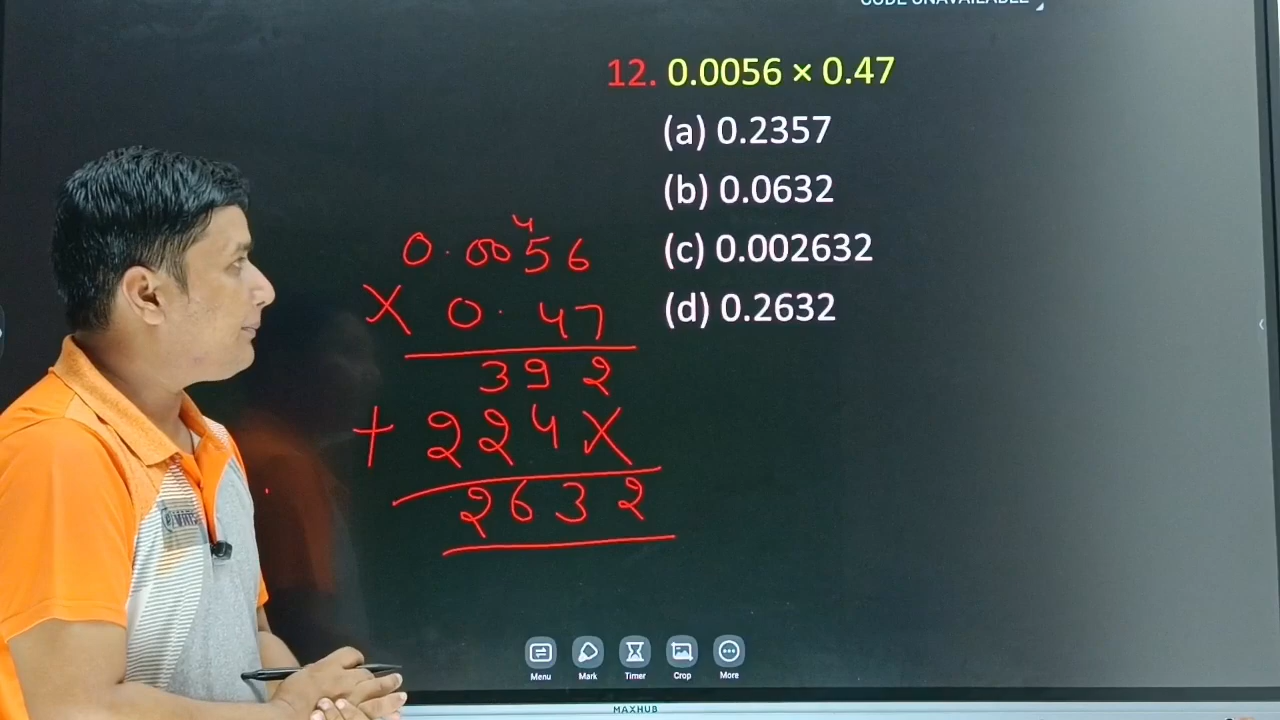 12. 0.0056 × 0.47
(a) 0.2357
(b) 0.0632
(c) 0.002632
(d) 0.2632
4
0.0056
X 0.47
392
+ 224X
2632
Menu Mark Timer Crop More
MAXHUB